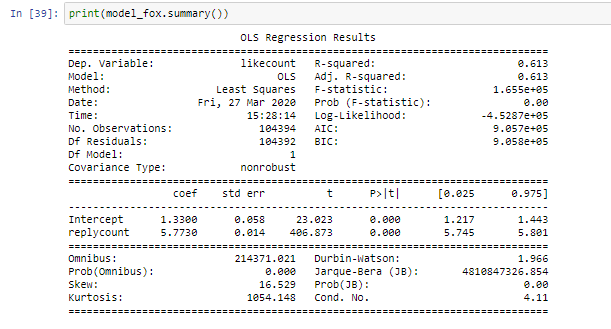 In [39]: print(model_fox.summary())
OLS Regression Results
==============================================================================
Dep. Variable: likecount R-squared: 0.613
Model: OLS Adj. R-squared: 0.613
Method: Least Squares F-statistic: 1.655e+05
Date: Fri, 27 Mar 2020 Prob (F-statistic): 0.00
Time: 15:28:14 Log-Likelihood: -4.5287e+05
No. Observations: 104394 AIC: 9.057e+05
Df Residuals: 104392 BIC: 9.058e+05
Df Model: 1
Covariance Type: nonrobust
==============================================================================
coef std err t P>|t| [0.025 0.975]
------------------------------------------------------------------------------
Intercept 1.3300 0.058 23.023 0.000 1.217 1.443
replycount 5.7730 0.014 406.873 0.000 5.745 5.801
==============================================================================
Omnibus: 214371.021 Durbin-Watson: 1.966
Prob(Omnibus): 0.000 Jarque-Bera (JB): 4810847326.854
Skew: 16.529 Prob(JB): 0.00
Kurtosis: 1054.148 Cond. No. 4.11
==============================================================================